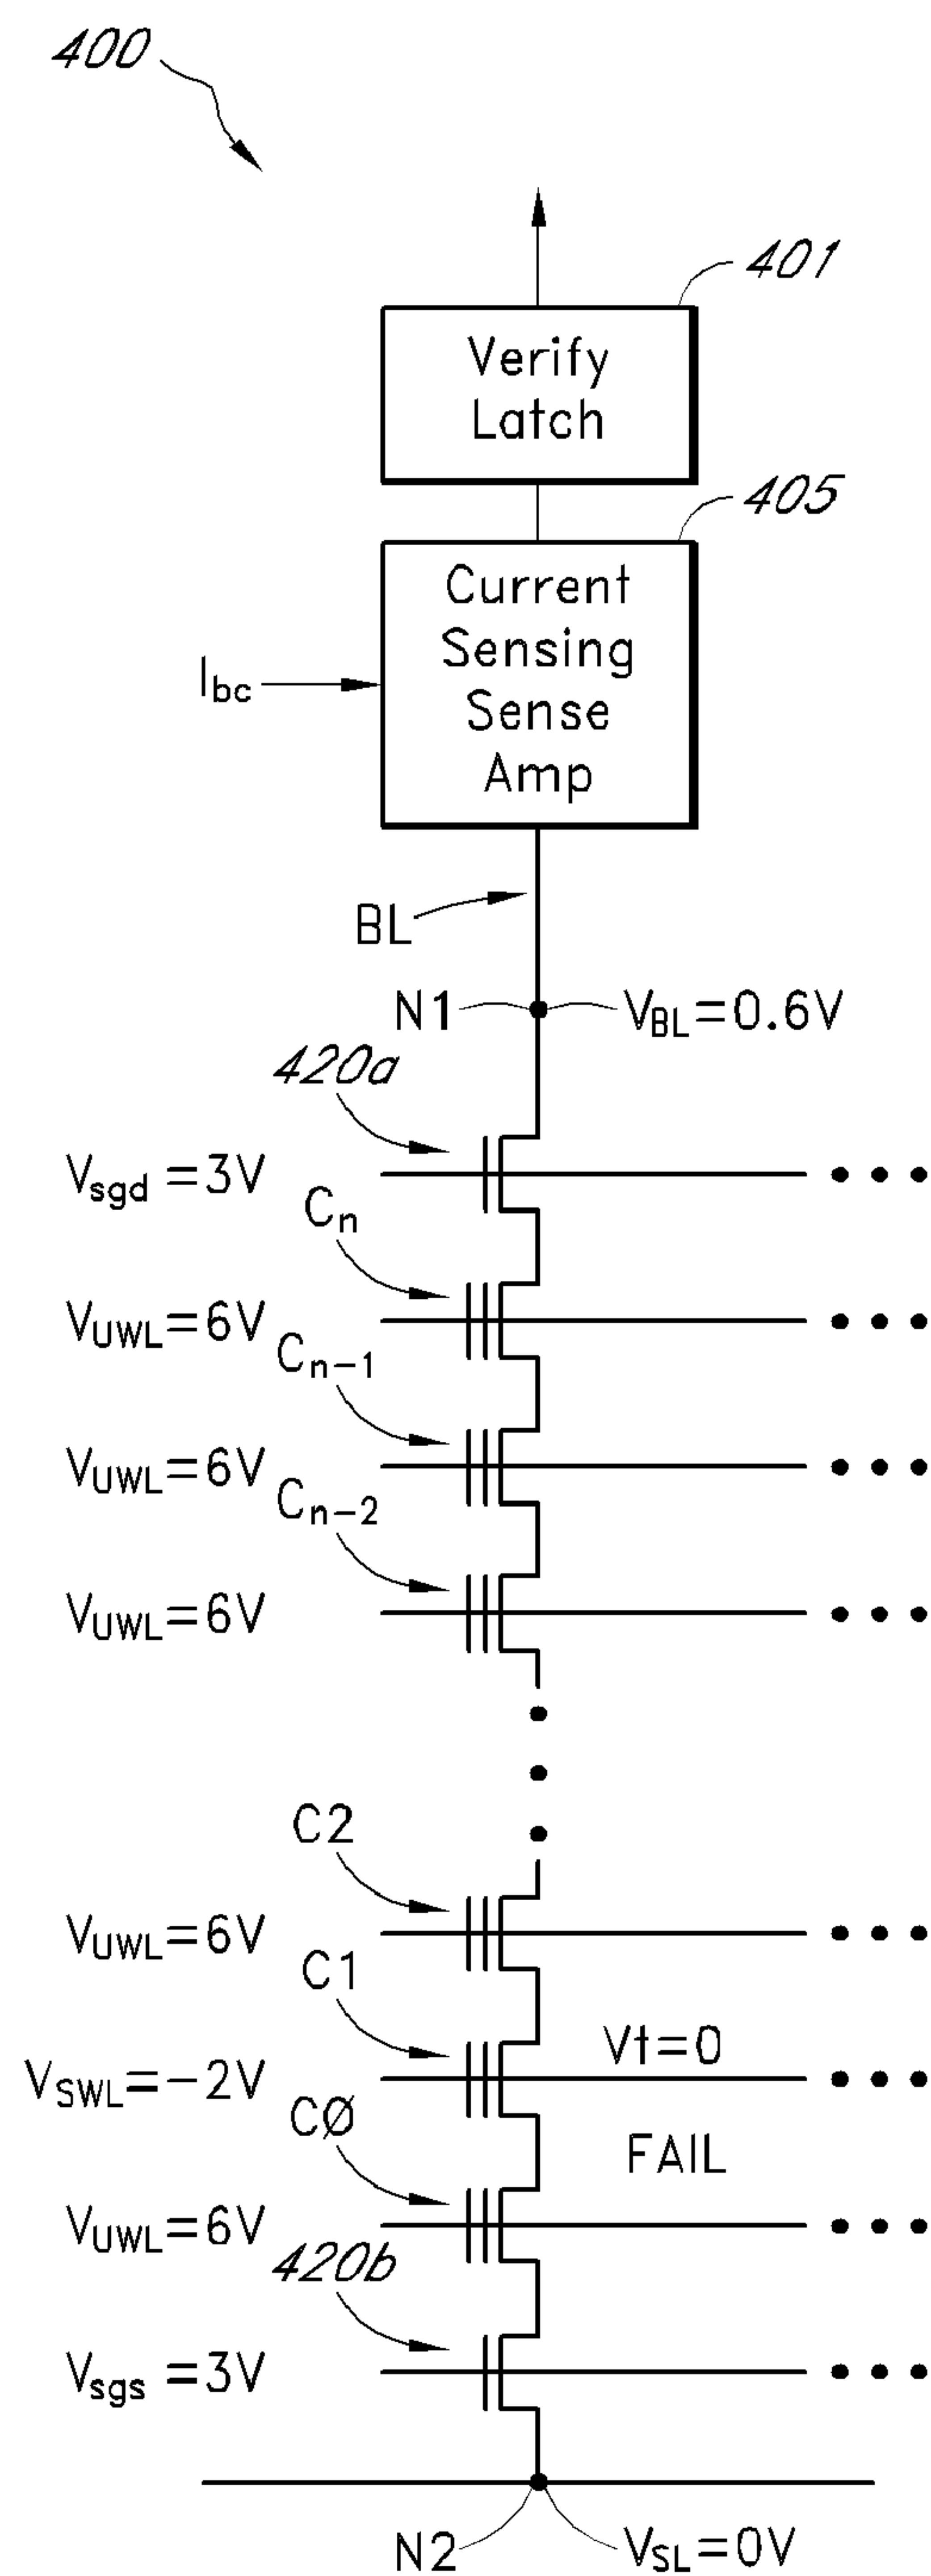 400
401
Verify
Latch
405
Current
Sensing
Sense
Amp
Ibc
BL
N1
VBL=0.6V
420a
Vsgd =3V
Cn
VUWL=6V
Cn-1
VUWL=6V
Cn-2
VUWL=6V
C2
VUWL=6V
C1
Vt=0
VSWL=-2V
CØ
FAIL
VUWL=6V
420b
Vsgs =3V
N2
VSL=0V